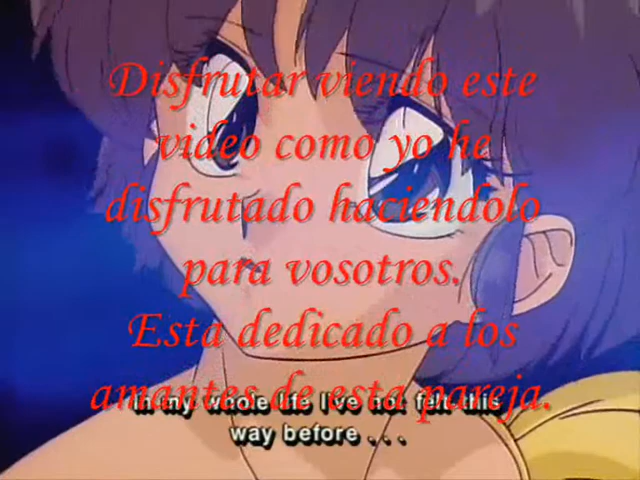 Disfrutar viendo este
video como yo he
disfrutado haciendolo
para vosotros.
Esta dedicado a los
amantes de esta pareja.
In my whole life I've not felt this
way before . . .